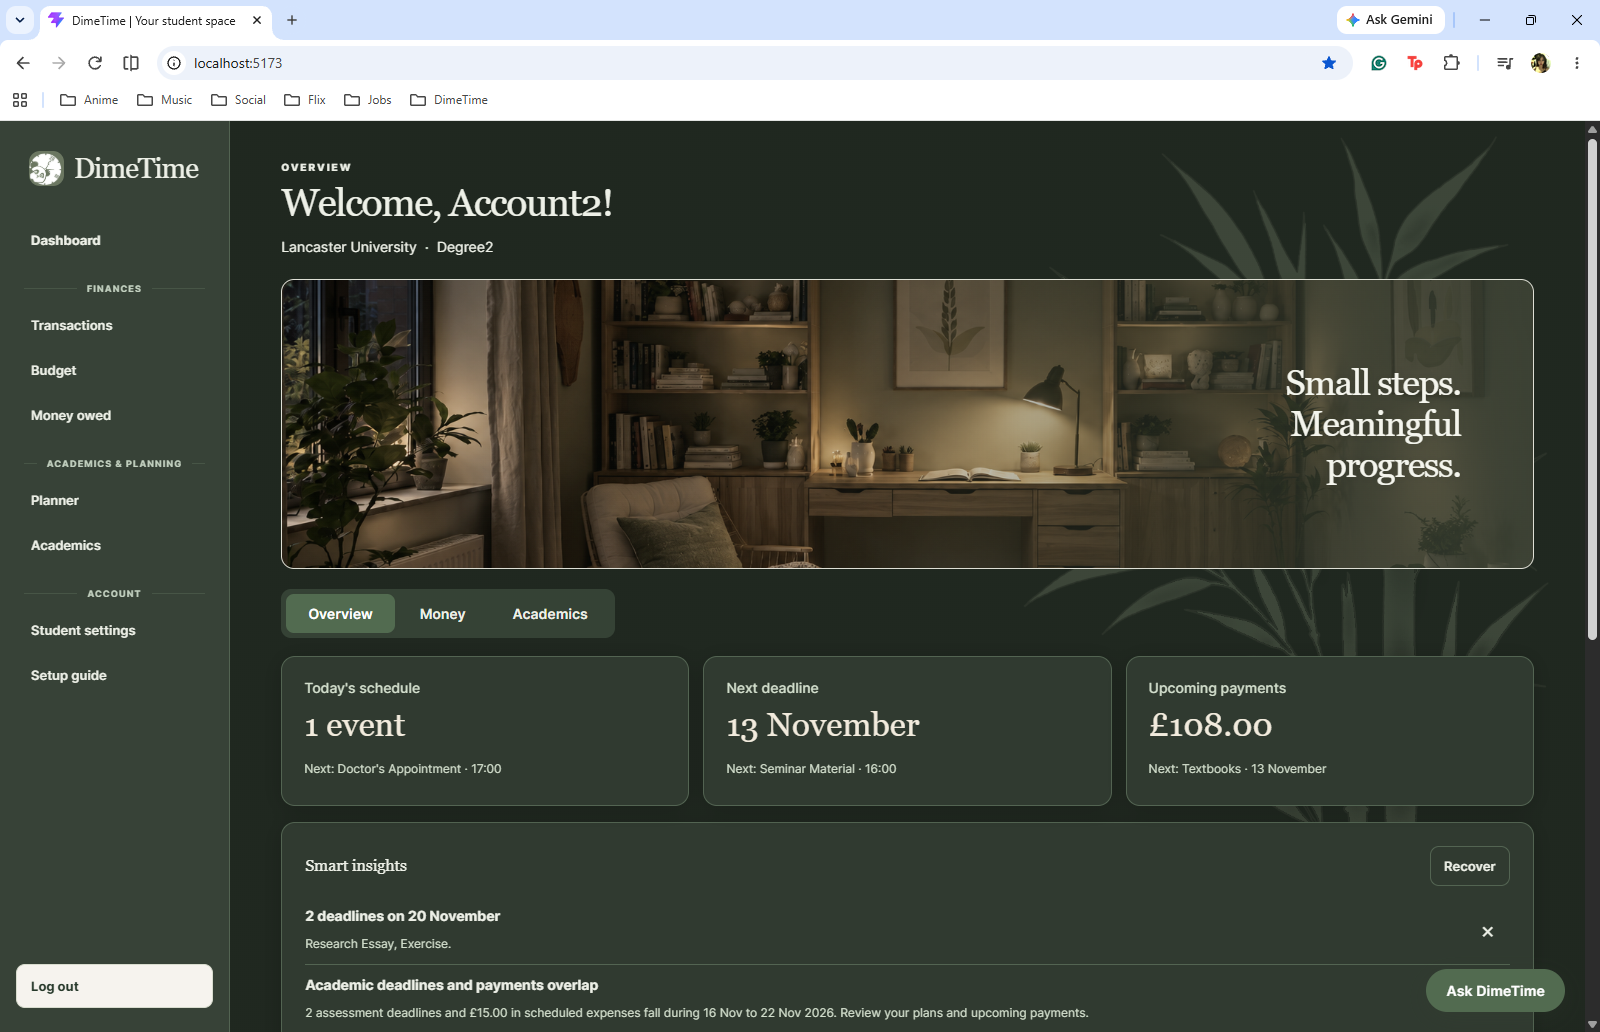 DimeTime | Your student space
Ask Gemini
localhost:5173
Anime
Music
Social
Flix
Jobs
DimeTime
DimeTime
Dashboard
FINANCES
Transactions
Budget
Money owed
ACADEMICS & PLANNING
Planner
Academics
ACCOUNT
Student settings
Setup guide
Log out
OVERVIEW
Welcome, Account2!
Lancaster University · Degree2
Small steps.
Meaningful
progress.
Overview
Money
Academics
Today's schedule
1 event
Next: Doctor's Appointment · 17:00
Next deadline
13 November
Next: Seminar Material · 16:00
Upcoming payments
£108.00
Next: Textbooks · 13 November
Smart insights
Recover
2 deadlines on 20 November
Research Essay, Exercise.
Academic deadlines and payments overlap
2 assessment deadlines and £15.00 in scheduled expenses fall during 16 Nov to 22 Nov 2026. Review your plans and upcoming payments.
Ask DimeTime